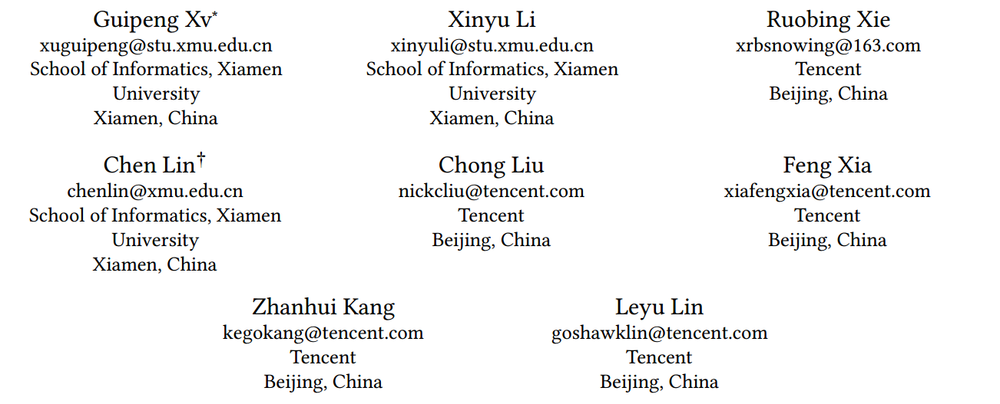 Guipeng Xv*
xuguipeng@stu.xmu.edu.cn
School of Informatics, Xiamen
University
Xiamen, China
Xinyu Li
xinyuli@stu.xmu.edu.cn
School of Informatics, Xiamen
University
Xiamen, China
Ruobing Xie
xrbsnowing@163.com
Tencent
Beijing, China
Chen Lin†
chenlin@xmu.edu.cn
School of Informatics, Xiamen
University
Xiamen, China
Chong Liu
nickcliu@tencent.com
Tencent
Beijing, China
Feng Xia
xiafengxia@tencent.com
Tencent
Beijing, China
Zhanhui Kang
kegokang@tencent.com
Tencent
Beijing, China
Leyu Lin
goshawklin@tencent.com
Tencent
Beijing, China